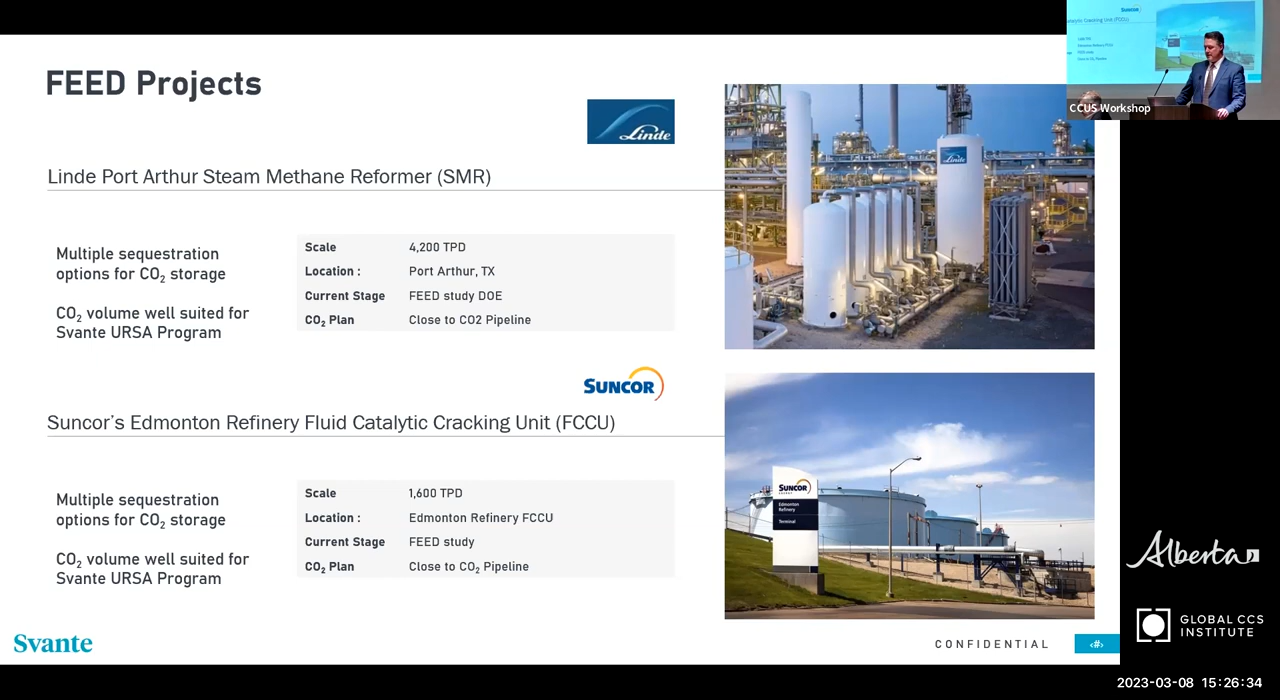 FEED Projects
Linde
Linde Port Arthur Steam Methane Reformer (SMR)
Multiple sequestration
options for CO₂ storage
CO₂ volume well suited for
Svante URSA Program
Scale 4,200 TPD
Location : Port Arthur, TX
Current Stage FEED study DOE
CO₂ Plan Close to CO2 Pipeline
Linde
SUNCOR
Suncor's Edmonton Refinery Fluid Catalytic Cracking Unit (FCCU)
Multiple sequestration
options for CO₂ storage
CO₂ volume well suited for
Svante URSA Program
Scale 1,600 TPD
Location : Edmonton Refinery FCCU
Current Stage FEED study
CO₂ Plan Close to CO₂ Pipeline
SUNCOR
ENERGY
Edmonton
Refinery
Terminal
Svante
CONFIDENTIAL
‹#›
CCUS Workshop
Alberta
GLOBAL CCS
INSTITUTE
2023-03-08 15:26:34